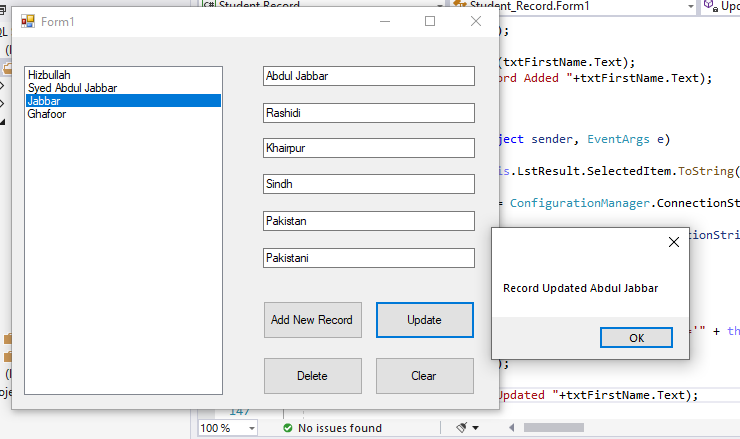 Student_Record
Student_Record.Form1
Upd
Form1
QL
Hizbullah
Syed Abdul Jabbar
Jabbar
Ghafoor
Abdul Jabbar
Rashidi
Khairpur
Sindh
Pakistan
Pakistani
Add New Record
Update
Delete
Clear
);
(txtFirstName.Text);
ord Added "+txtFirstName.Text);
ject sender, EventArgs e)
is.LstResult.SelectedItem.ToString(
= ConfigurationManager.ConnectionSt
ctionStri
Record Updated Abdul Jabbar
OK
='" + th
);
Updated "+txtFirstName.Text);
147
100 %
No issues found